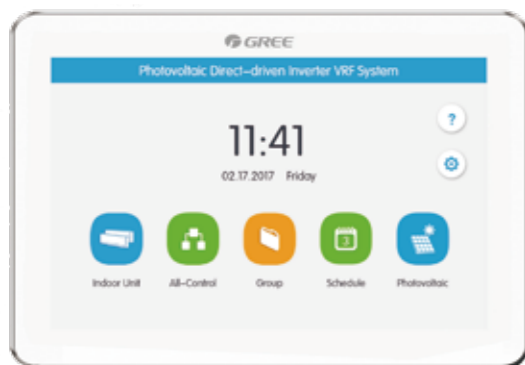 GREE
Photovoltaic Direct-driven Inverter VRF System
?
11:41
02.17.2017 Friday
3
Indoor Unit All-Control Group Schedule Photovoltaic